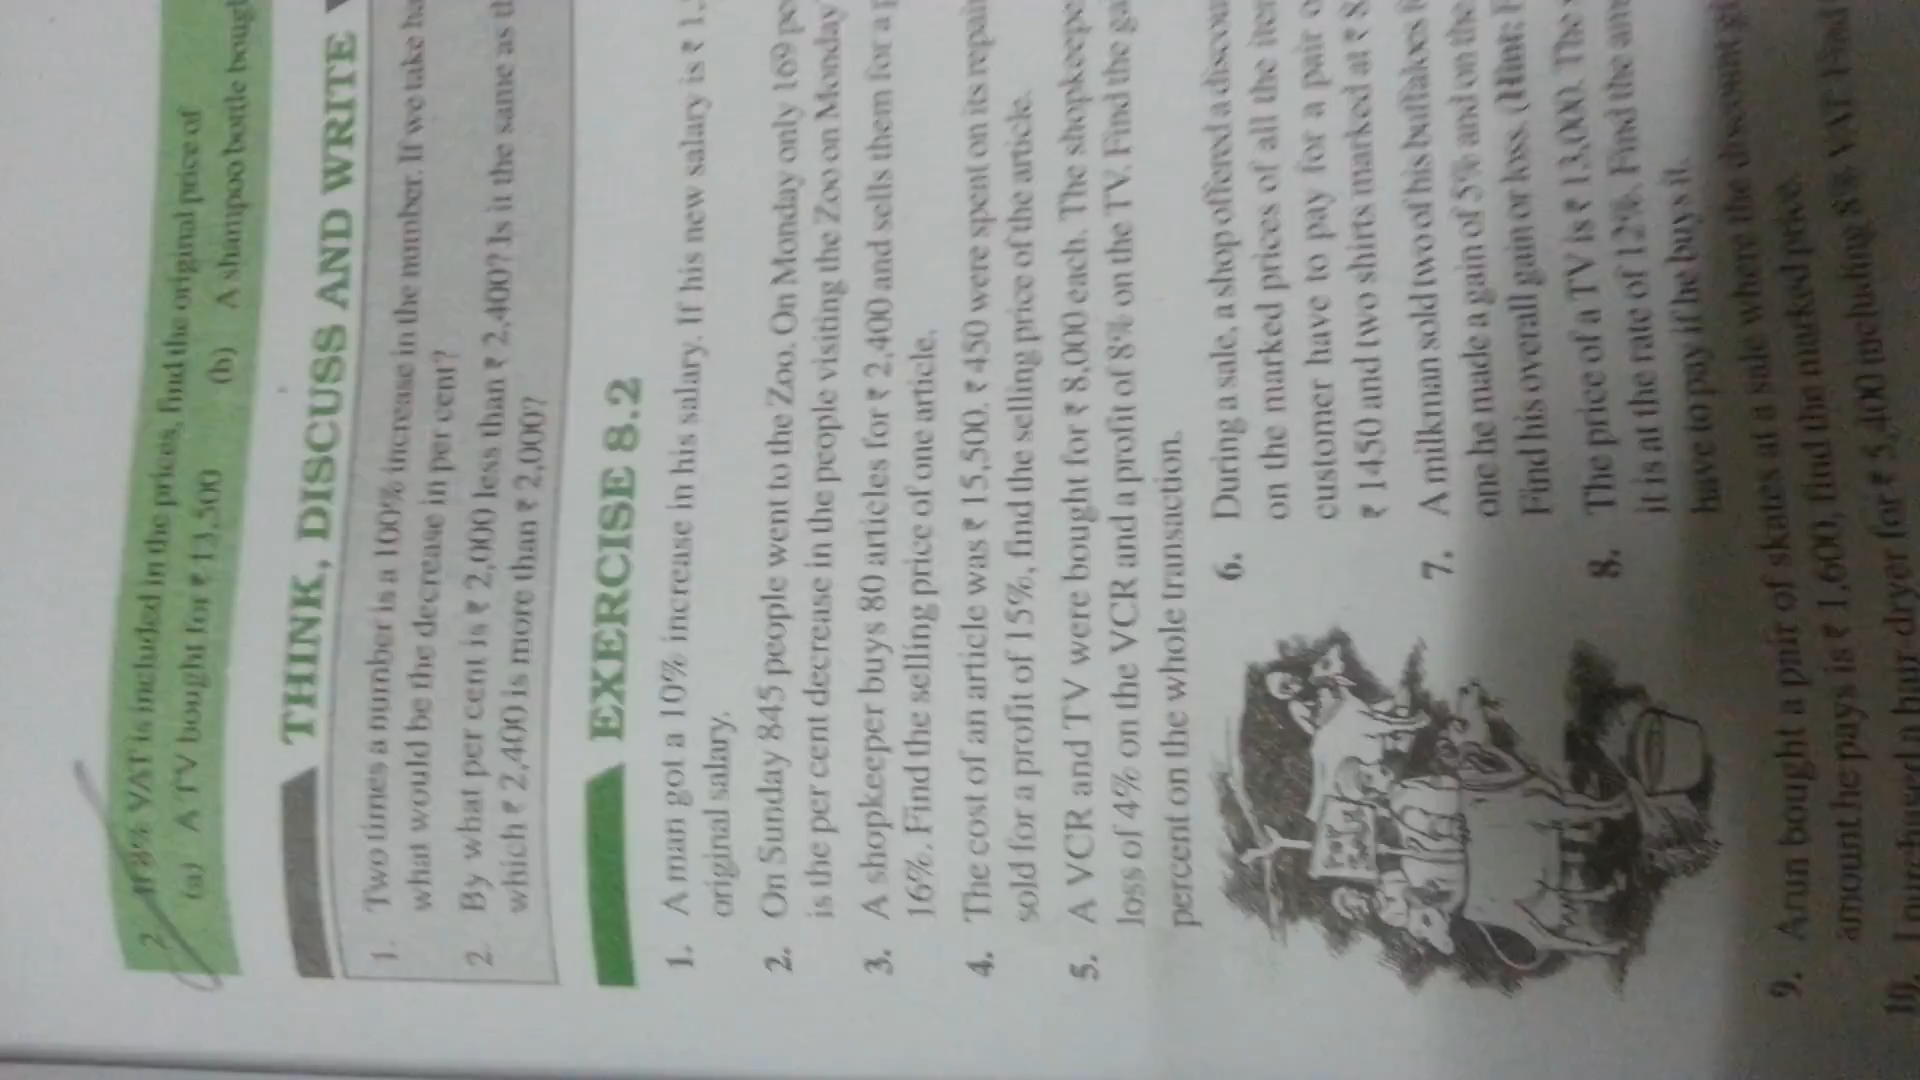 2. If 8% VAT is included in the prices, find the original price of
(a) A TV bought for ₹ 13,500 (b) A shampoo bottle
THINK, DISCUSS AND WRITE
1. Two times a number is a 100% increase in the number. If we take
what would be the decrease in per cent?
2. By what per cent is ₹ 2,000 less than ₹ 2,400? Is it the same as
which ₹ 2,400 is more than ₹ 2,000?
EXERCISE 8.2
1. A man got a 10% increase in his salary. If his new salary is ₹ 1,
original salary.
2. On Sunday 845 people went to the Zoo. On Monday only 169
is the per cent decrease in the people visiting the Zoo on Monday
3. A shopkeeper buys 80 articles for ₹ 2,400 and sells them for a
16%. Find the selling price of one article.
4. The cost of an article was ₹ 15,500. ₹ 450 were spent on its
sold for a profit of 15%, find the selling price of the article.
5. A VCR and TV were bought for ₹ 8,000 each. The
loss of 4% on the VCR and a profit of 8% on the TV. Find the
percent on the whole transaction.
FOR SALE
6. During a sale, a shop offered a
on the marked prices of all the
customer have to pay for a pair
₹ 1450 and two shirts marked at ₹
7. A milkman sold two of his buffaloes
one he made a gain of 5% and on the
Find his overall gain or loss. (Hint:
8. The price of a TV is ₹ 13,000. The
it is at the rate of 12%. Find the
have to pay if he buys it.
9. Arun bought a pair of skates at a sale where the discount
amount he pays is ₹ 1,600, find the marked price.
10. I purchased a hair-dryer for ₹ 5,400 including 8% VAT. Find